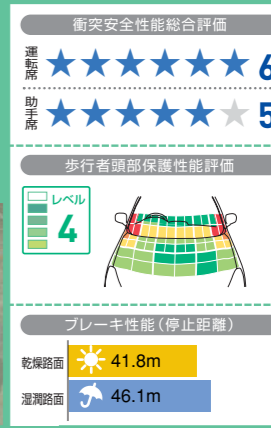 衝突安全性能総合評価
運転席 6
助手席 5
歩行者頭部保護性能評価
レベル
4
ブレーキ性能（停止距離）
乾燥路面 41.8m
湿潤路面 46.1m